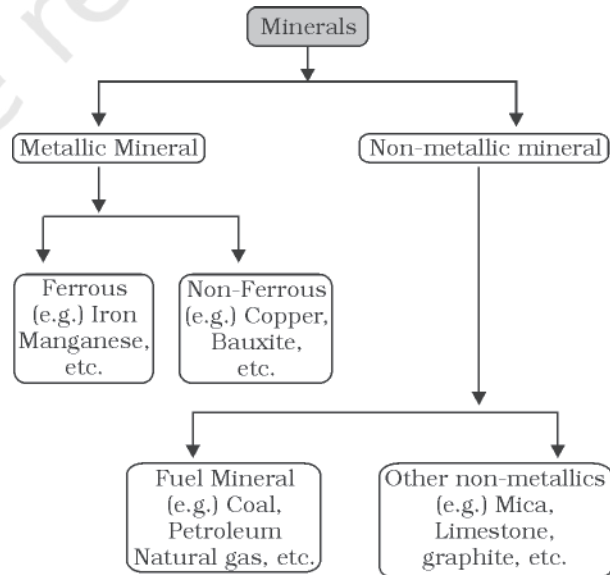 Minerals
Metallic Mineral
Non-metallic mineral
Ferrous
(e.g.) Iron
Manganese,
etc.
Non-Ferrous
(e.g.) Copper,
Bauxite,
etc.
Fuel Mineral
(e.g.) Coal,
Petroleum
Natural gas, etc.
Other non-metallics
(e.g.) Mica,
Limestone,
graphite, etc.